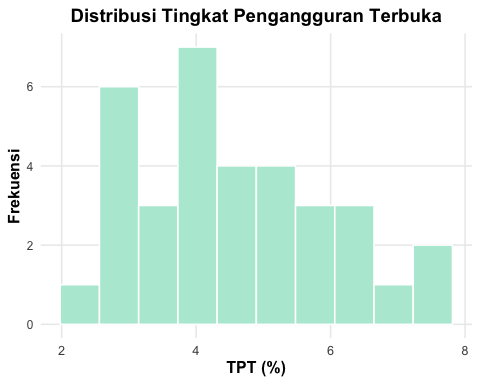 Distribusi Tingkat Pengangguran Terbuka
Frekuensi
6
4
2
0
2 4 6 8
TPT (%)